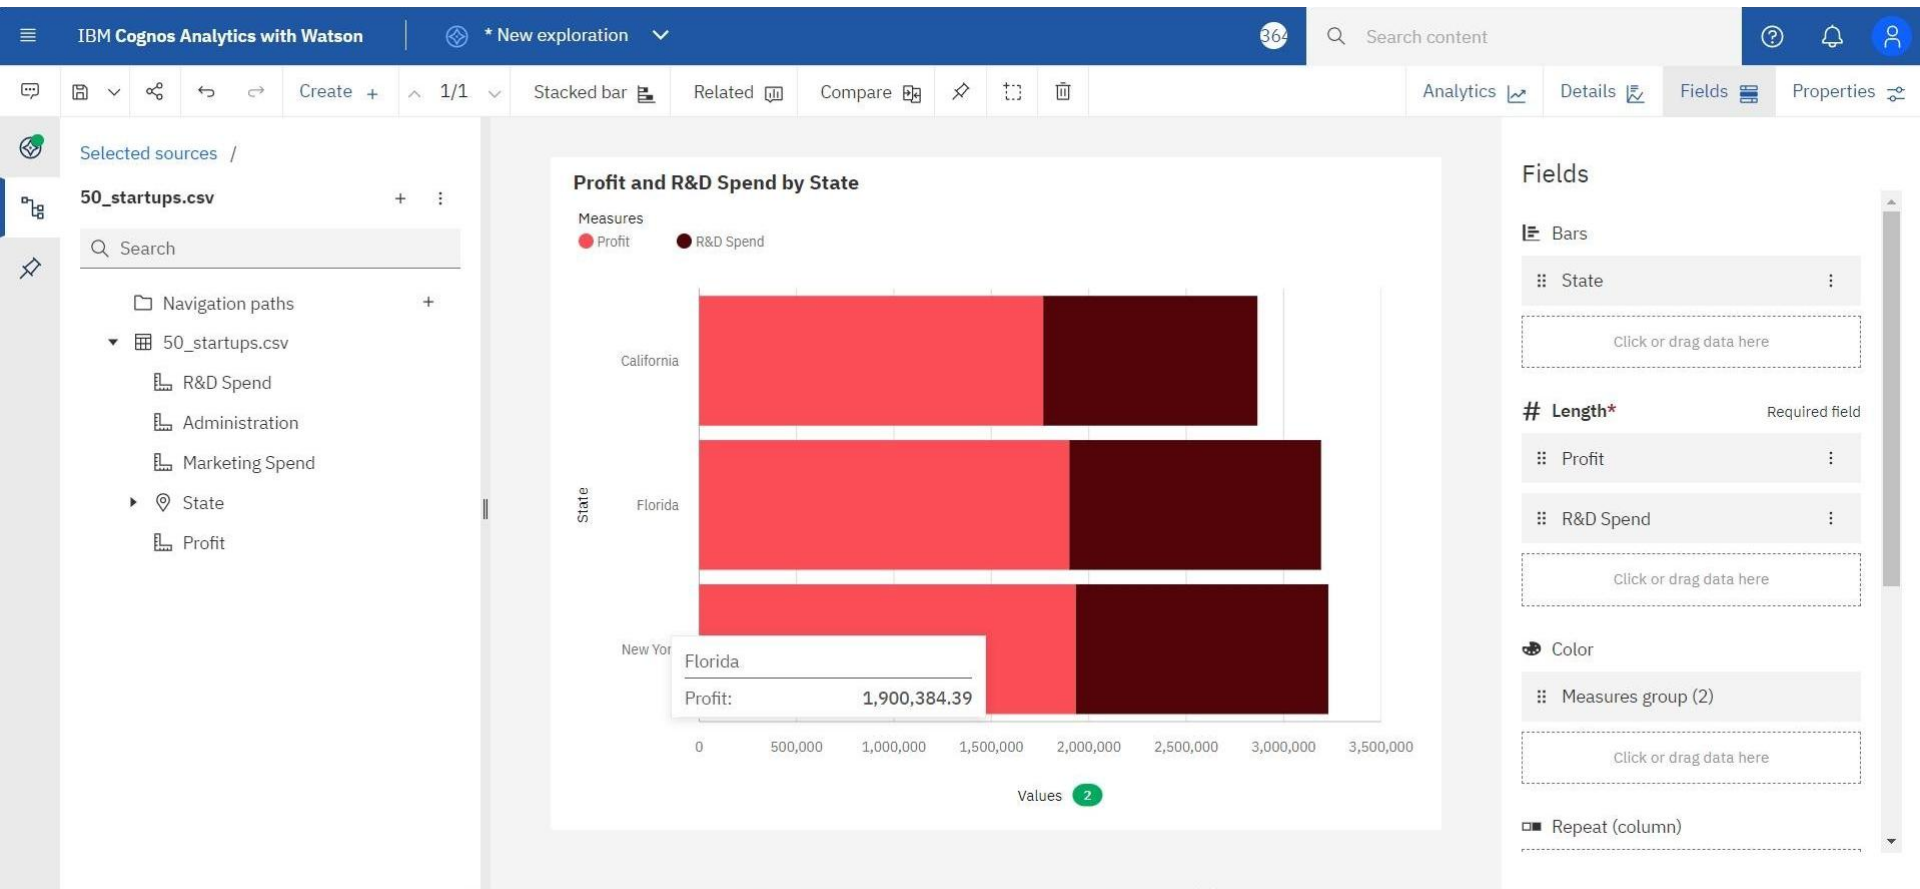 IBM Cognos Analytics with Watson
* New exploration
364
Search content
Create +
1/1
Stacked bar
Related
Compare
Analytics
Details
Fields
Properties
Selected sources /
50_startups.csv
Search
Navigation paths
50_startups.csv
R&D Spend
Administration
Marketing Spend
State
Profit
Profit and R&D Spend by State
Measures
Profit
R&D Spend
California
Florida
New Yor
State
Florida
Profit: 1,900,384.39
0 500,000 1,000,000 1,500,000 2,000,000 2,500,000 3,000,000 3,500,000
Values 2
Fields
Bars
State
Click or drag data here
# Length* Required field
Profit
R&D Spend
Click or drag data here
Color
Measures group (2)
Click or drag data here
Repeat (column)